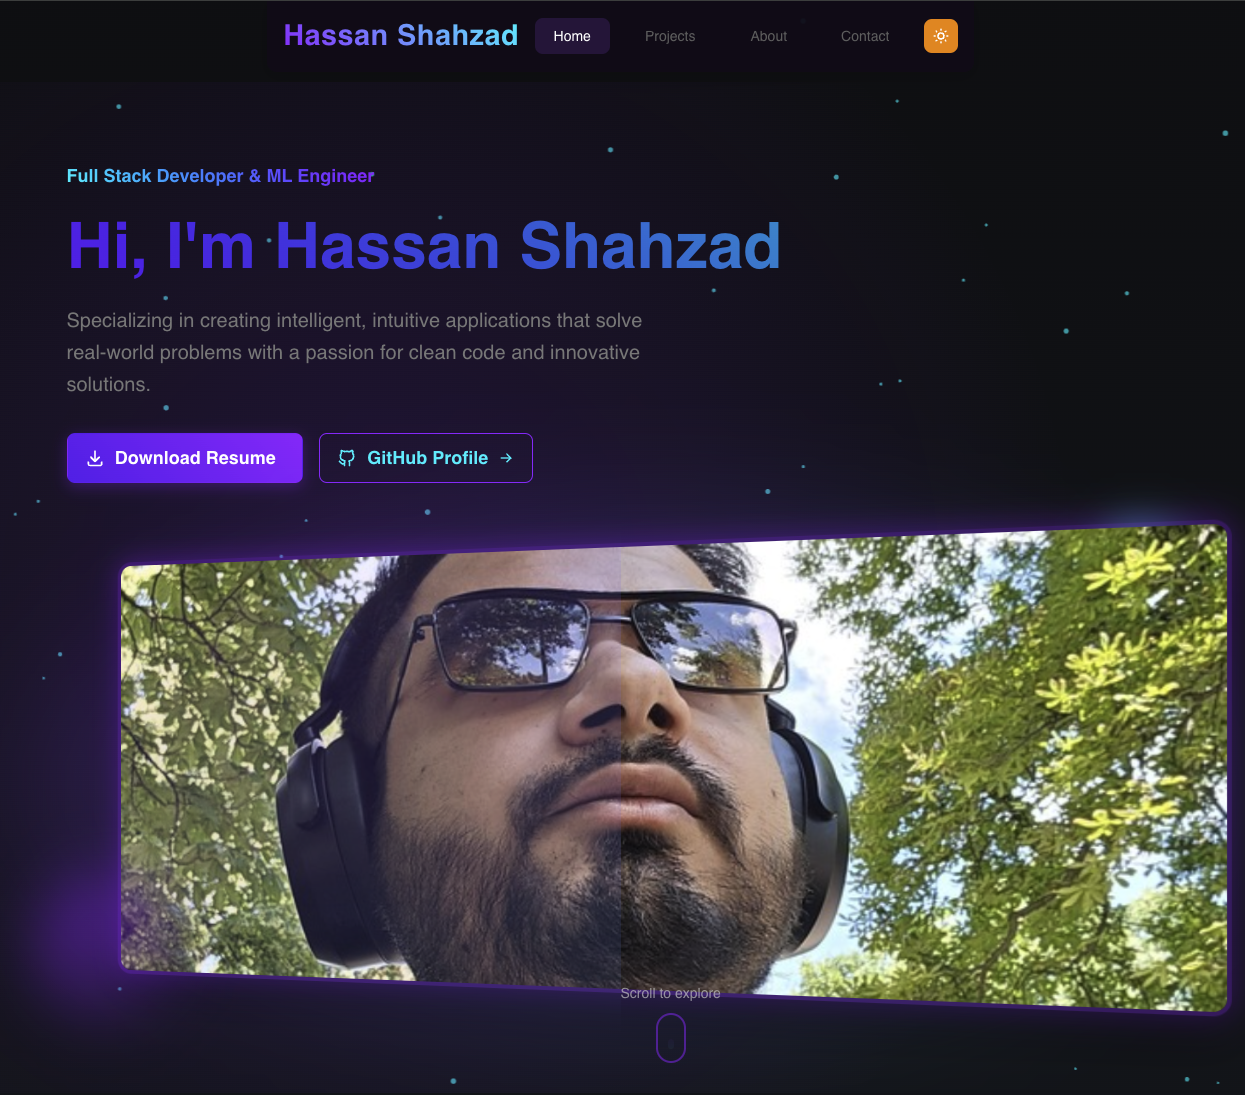 Hassan Shahzad Home Projects About Contact
Full Stack Developer & ML Engineer
Hi, I'm Hassan Shahzad
Specializing in creating intelligent, intuitive applications that solve
real-world problems with a passion for clean code and innovative
solutions.
Download Resume GitHub Profile →
Scroll to explore